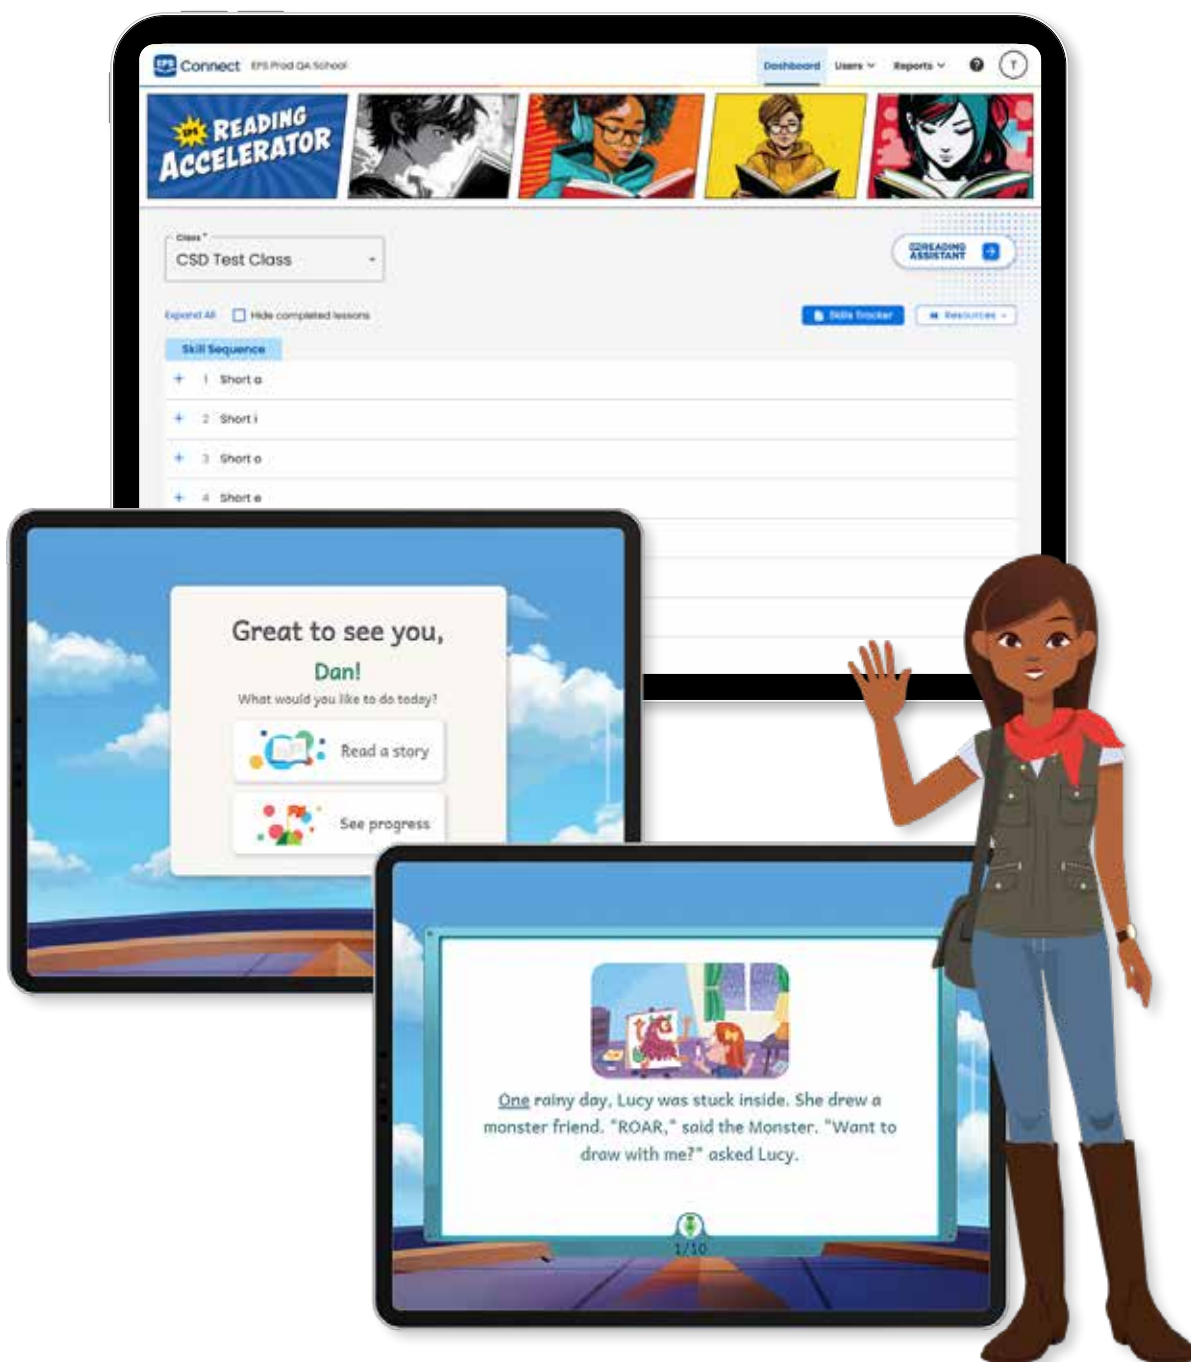 EPS Connect EPS Prod QA School Dashboard Users Reports ? T
EPS READING
ACCELERATOR
Class *
CSD Test Class
READING
ASSISTANT
Expand All Hide completed lessons Skills Tracker Resources
Skill Sequence
+ 1 Short a
+ 2 Short i
+ 3 Short o
+ 4 Short e
Great to see you,
Dan!
What would you like to do today?
Read a story
See progress
One rainy day, Lucy was stuck inside. She drew a
monster friend. "ROAR," said the Monster. "Want to
draw with me?" asked Lucy.
1/10